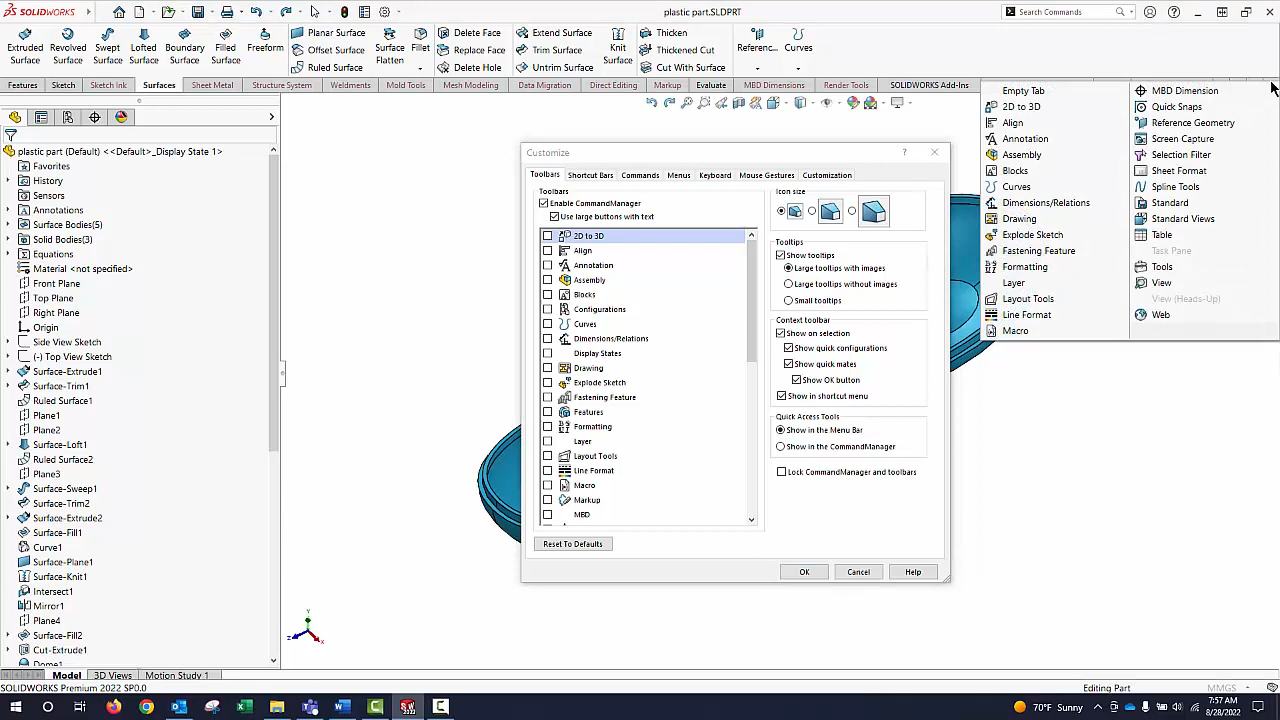 SOLIDWORKS
plastic part.SLDPRT
Search Commands
Extruded Surface
Revolved Surface
Swept Surface
Lofted Surface
Boundary Surface
Filled Surface
Freeform
Planar Surface
Offset Surface
Ruled Surface
Surface Flatten
Fillet
Delete Face
Replace Face
Delete Hole
Extend Surface
Trim Surface
Untrim Surface
Knit Surface
Thicken
Thickened Cut
Cut With Surface
Referenc...
Curves
Features
Sketch
Sketch Ink
Surfaces
Sheet Metal
Structure System
Weldments
Mold Tools
Mesh Modeling
Data Migration
Direct Editing
Markup
Evaluate
MBD Dimensions
Render Tools
SOLIDWORKS Add-Ins
plastic part (Default) <<Default>_Display State 1>
Favorites
History
Sensors
Annotations
Surface Bodies(5)
Solid Bodies(3)
Equations
Material <not specified>
Front Plane
Top Plane
Right Plane
Origin
Side View Sketch
(-) Top View Sketch
Surface-Extrude1
Surface-Trim1
Ruled Surface1
Plane1
Plane2
Surface-Loft1
Ruled Surface2
Plane3
Surface-Sweep1
Surface-Trim2
Surface-Extrude2
Surface-Fill1
Curve1
Surface-Plane1
Surface-Knit1
Intersect1
Mirror1
Plane4
Surface-Fill2
Cut-Extrude1
Dome1
Customize
?
Toolbars
Shortcut Bars
Commands
Menus
Keyboard
Mouse Gestures
Customization
Toolbars
Enable CommandManager
Use large buttons with text
2D to 3D
Align
Annotation
Assembly
Blocks
Configurations
Curves
Dimensions/Relations
Display States
Drawing
Explode Sketch
Fastening Feature
Features
Formatting
Layer
Layout Tools
Line Format
Macro
Markup
MBD
Reset To Defaults
Icon size
Tooltips
Show tooltips
Large tooltips with images
Large tooltips without images
Small tooltips
Context toolbar
Show on selection
Show quick configurations
Show quick mates
Show OK button
Show in shortcut menu
Quick Access Tools
Show in the Menu Bar
Show in the CommandManager
Lock CommandManager and toolbars
OK
Cancel
Help
Empty Tab
2D to 3D
Align
Annotation
Assembly
Blocks
Curves
Dimensions/Relations
Drawing
Explode Sketch
Fastening Feature
Formatting
Layer
Layout Tools
Line Format
Macro
MBD Dimension
Quick Snaps
Reference Geometry
Screen Capture
Selection Filter
Sheet Format
Spline Tools
Standard
Standard Views
Table
Task Pane
Tools
View
View (Heads-Up)
Web
Y
Z
X
Model
3D Views
Motion Study 1
SOLIDWORKS Premium 2022 SP0.0
Editing Part
MMGS
70°F Sunny
7:57 AM
8/28/2022